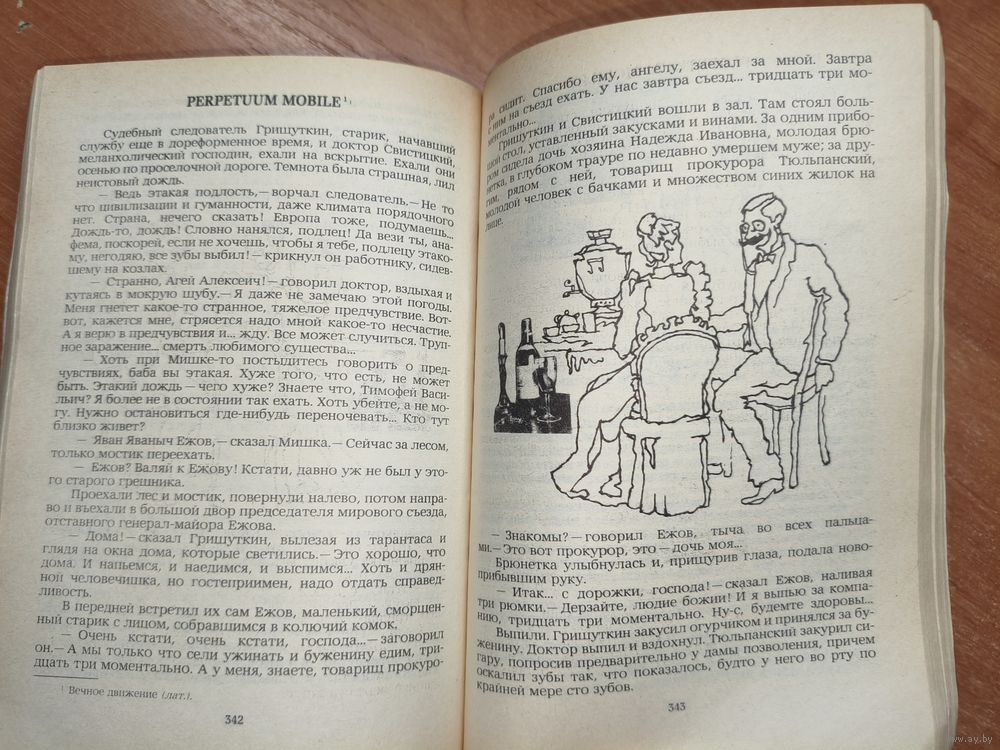 PERPETUUM MOBILE¹
Судебный следователь Гришуткин, старик, начавший
службу еще в дореформенное время, и доктор Свистицкий,
меланхолический господин, ехали на вскрытие. Ехали они
осенью по проселочной дороге. Темнота была страшная, лил
неистовый дождь.
— Ведь этакая подлость,— ворчал следователь.— Не то
что цивилизации и гуманности, даже климата порядочного
нет. Страна, нечего сказать! Европа тоже, подумаешь...
Дождь-то, дождь! Словно нанялся, подлец! Да вези ты, ана-
фема, поскорей, если не хочешь, чтобы я тебе, подлецу этако-
му, негодяю, все зубы выбил! — крикнул он работнику, сидев-
шему на козлах.
— Странно, Агей Алексеич! — говорил доктор, вздыхая и
кутаясь в мокрую шубу.— Я даже не замечаю этой погоды.
Меня гнетет какое-то странное, тяжелое предчувствие. Вот-
вот, кажется мне, стрясется надо мной какое-то несчастие.
А я верю в предчувствия и... жду. Все может случиться. Труп-
ное заражение... смерть любимого существа...
— Хоть при Мишке-то постыдитесь говорить о пред-
чувствиях, баба вы этакая. Хуже того, что есть, не может
быть. Этакий дождь — чего хуже? Знаете что, Тимофей Васи-
льич? Я более не в состоянии так ехать. Хоть убейте, а не мо-
гу. Нужно остановиться где-нибудь переночевать... Кто тут
близко живет?
— Яван Яваныч Ежов,— сказал Мишка.— Сейчас за лесом,
только мостик переехать.
— Ежов? Валяй к Ежову! Кстати, давно уж не был у это-
го старого грешника.
Проехали лес и мостик, повернули налево, потом напра-
во и въехали в большой двор председателя мирового съезда,
отставного генерал-майора Ежова.
— Дома! — сказал Гришуткин, вылезая из тарантаса и
глядя на окна дома, которые светились.— Это хорошо, что
дома. И напьемся, и наедимся, и выспимся... Хоть и дрян-
ной человечишка, но гостеприимен, надо отдать справед-
ливость.
В передней встретил их сам Ежов, маленький, сморщен-
ный старик с лицом, собравшимся в колючий комок.
— Очень кстати, очень кстати, господа...— заговорил
он.— А мы только что сели ужинать и буженину едим, три-
дцать три моментально. А у меня, знаете, товарищ прокуро-
¹ Вечное движение (лат.).
342
ра сидит. Спасибо ему, ангелу, заехал за мной. Завтра
с ним на съезд ехать. У нас завтра съезд... тридцать три мо-
ментально...
Гришуткин и Свистицкий вошли в зал. Там стоял боль-
шой стол, уставленный закусками и винами. За одним прибо-
ром сидела дочь хозяина Надежда Ивановна, молодая брю-
нетка, в глубоком трауре по недавно умершем муже; за дру-
гим, рядом с ней, товарищ прокурора Тюльпанский,
молодой человек с бачками и множеством синих жилок на
лице.
— Знакомы? — говорил Ежов, тыча во всех пальца-
ми.— Это вот прокурор, это — дочь моя...
Брюнетка улыбнулась и, прищурив глаза, подала ново-
прибывшим руку.
— Итак... с дорожки, господа! — сказал Ежов, наливая
три рюмки.— Дерзайте, людие божии! И я выпью за компа-
нию, тридцать три моментально. Ну-с, будемте здоровы...
Выпили. Гришуткин закусил огурчиком и принялся за бу-
женину. Доктор выпил и вздохнул. Тюльпанский закурил си-
гару, попросив предварительно у дамы позволения, причем
оскалил зубы так, что показалось, будто у него во рту по
крайней мере сто зубов.
343
www.ay.by